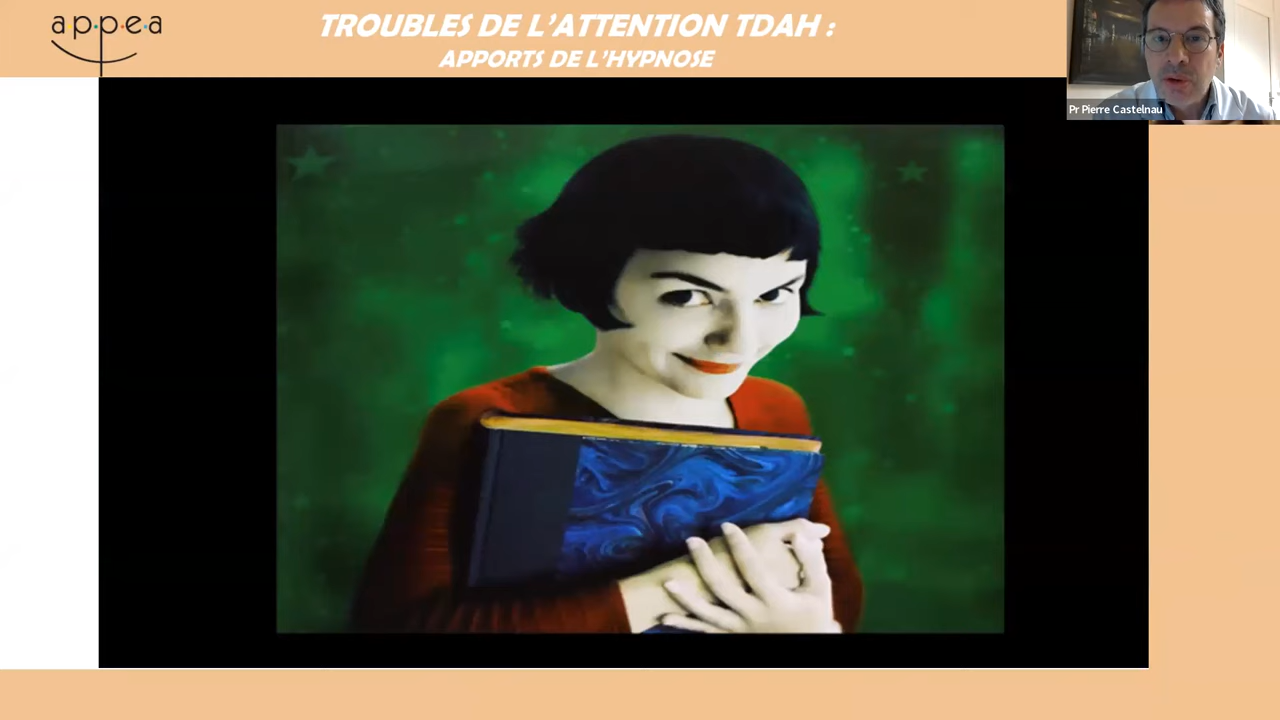 appea
TROUBLES DE L'ATTENTION TDAH :
APPORTS DE L'HYPNOSE
Pr Pierre Castelnau